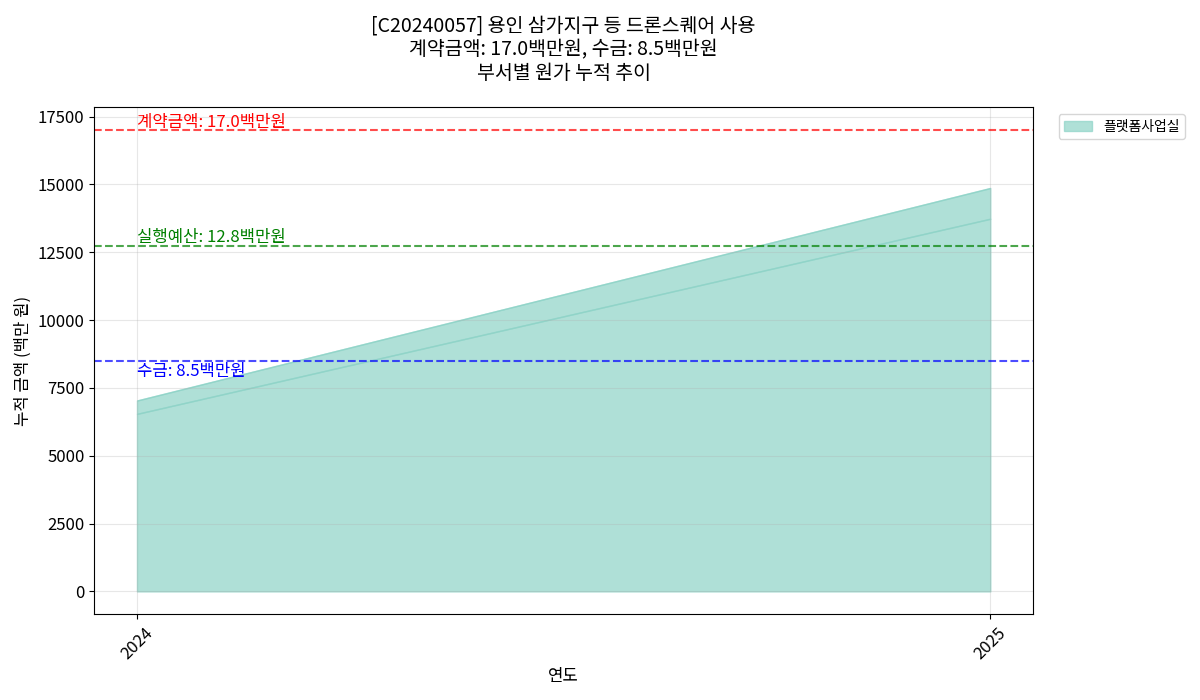 [C20240057] 용인 삼가지구 등 드론스퀘어 사용
계약금액: 17.0백만원, 수금: 8.5백만원
부서별 원가 누적 추이
17500
계약금액: 17.0백만원
플랫폼사업실
15000
실행예산: 12.8백만원
12500
10000
수금: 8.5백만원
7500
5000
2500
0
누적 금액 (백만 원)
2024
2025
연도